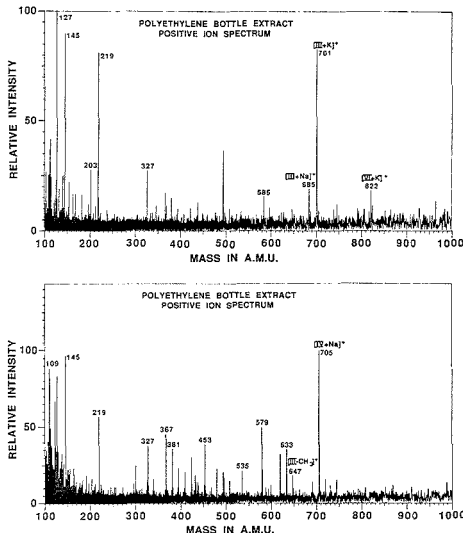 POLYETHYLENE BOTTLE EXTRACT
POSITIVE ION SPECTRUM
RELATIVE INTENSITY
100
50
0
127
145
219
203
327
585
[III+Na]⁺
685
[III+K]⁺
701
[VI+K]⁺
822
100 200 300 400 500 600 700 800 900 1000
MASS IN A.M.U.
POLYETHYLENE BOTTLE EXTRACT
POSITIVE ION SPECTRUM
RELATIVE INTENSITY
100
50
0
109
145
219
327
367
381
453
535
579
633
[III-CH₃]⁺
647
[IV+Na]⁺
705
100 200 300 400 500 600 700 800 900 1000
MASS IN A.M.U.